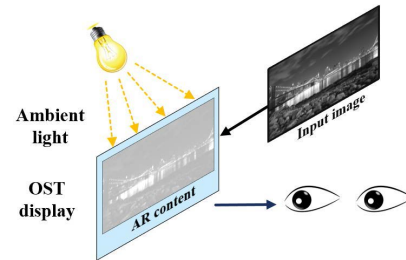 Ambient
light
Input image
OST
display
AR content